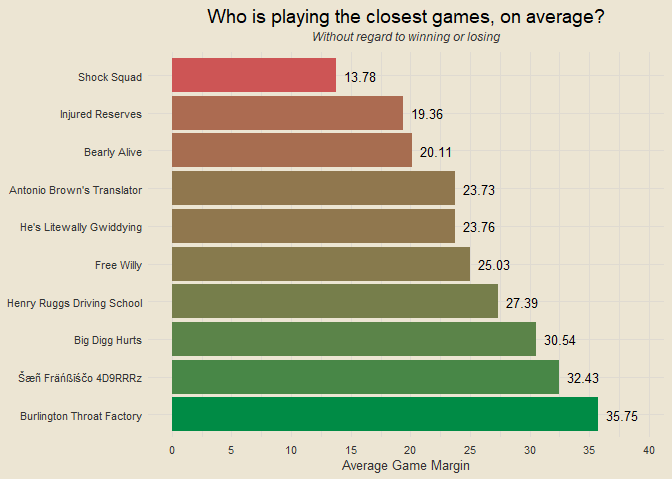 Who is playing the closest games, on average?
Without regard to winning or losing
Shock Squad 13.78
Injured Reserves 19.36
Bearly Alive 20.11
Antonio Brown's Translator 23.73
He's Litewally Gwiddying 23.76
Free Willy 25.03
Henry Ruggs Driving School 27.39
Big Digg Hurts 30.54
Šæñ Fráńßïśčo 4D9RRRz 32.43
Burlington Throat Factory 35.75
0 5 10 15 20 25 30 35 40
Average Game Margin